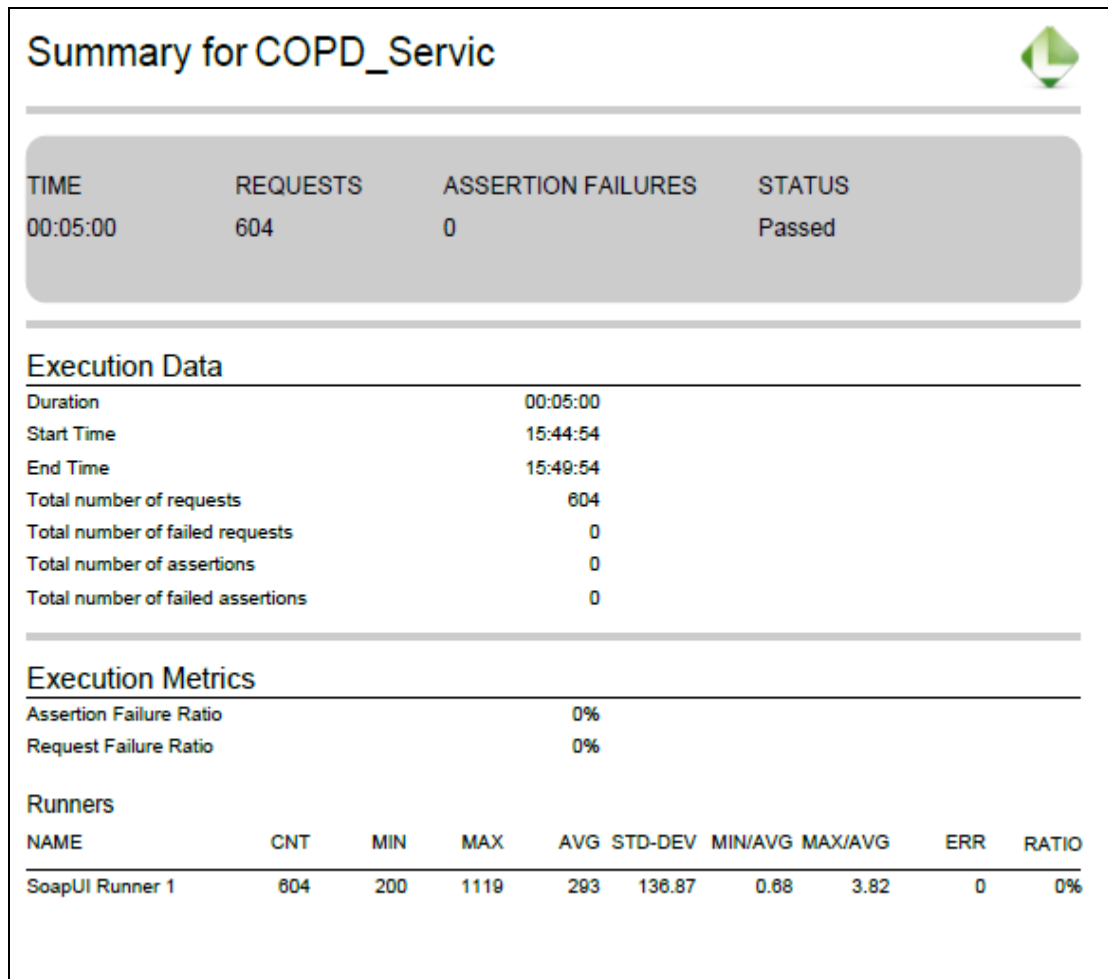 Summary for COPD_Servic
TIME REQUESTS ASSERTION FAILURES STATUS
00:05:00 604 0 Passed
Execution Data
Duration 00:05:00
Start Time 15:44:54
End Time 15:49:54
Total number of requests 604
Total number of failed requests 0
Total number of assertions 0
Total number of failed assertions 0
Execution Metrics
Assertion Failure Ratio 0%
Request Failure Ratio 0%
Runners
NAME CNT MIN MAX AVG STD-DEV MIN/AVG MAX/AVG ERR RATIO
SoapUI Runner 1 604 200 1119 293 136.87 0.68 3.82 0 0%